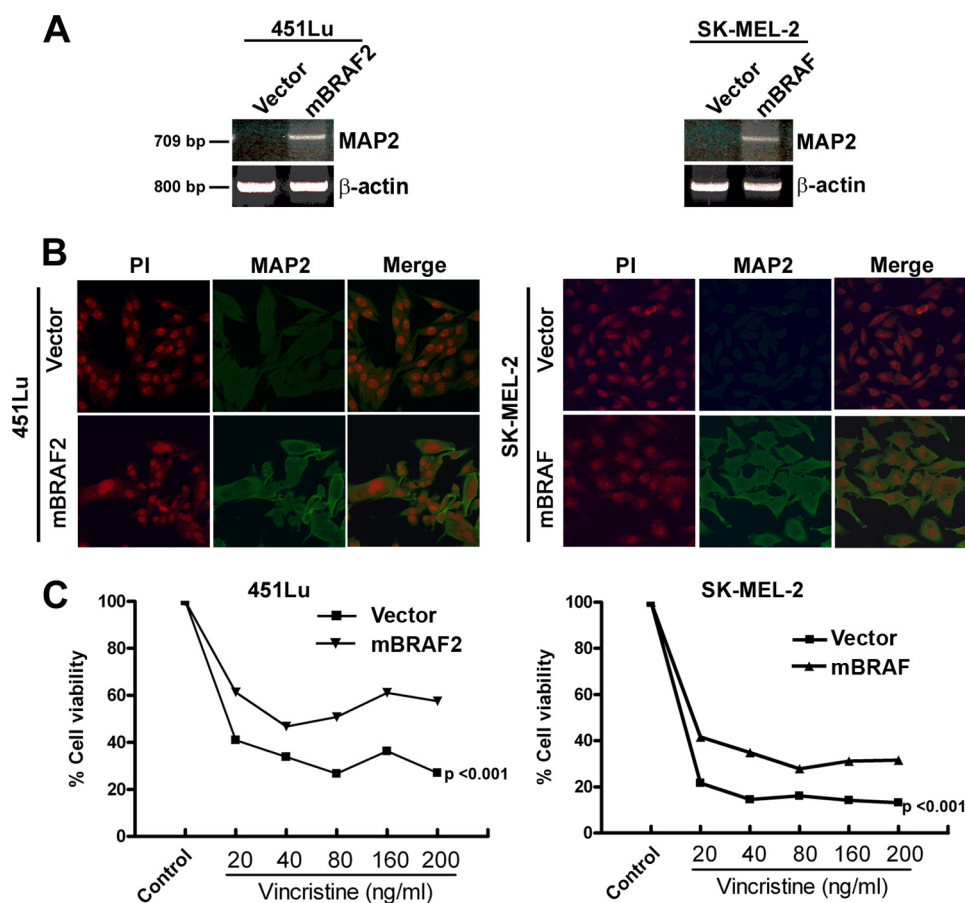 A
451Lu
Vector
mBRAF2
709 bp
MAP2
800 bp
β-actin
SK-MEL-2
Vector
mBRAF
MAP2
β-actin
B
PI MAP2 Merge
451Lu
Vector
mBRAF2
PI MAP2 Merge
SK-MEL-2
Vector
mBRAF
C
451Lu
Vector
mBRAF2
% Cell viability
100
80
60
40
20
0
p <0.001
Control 20 40 80 160 200
Vincristine (ng/ml)
SK-MEL-2
Vector
mBRAF
% Cell viability
100
80
60
40
20
0
p <0.001
Control 20 40 80 160 200
Vincristine (ng/ml)